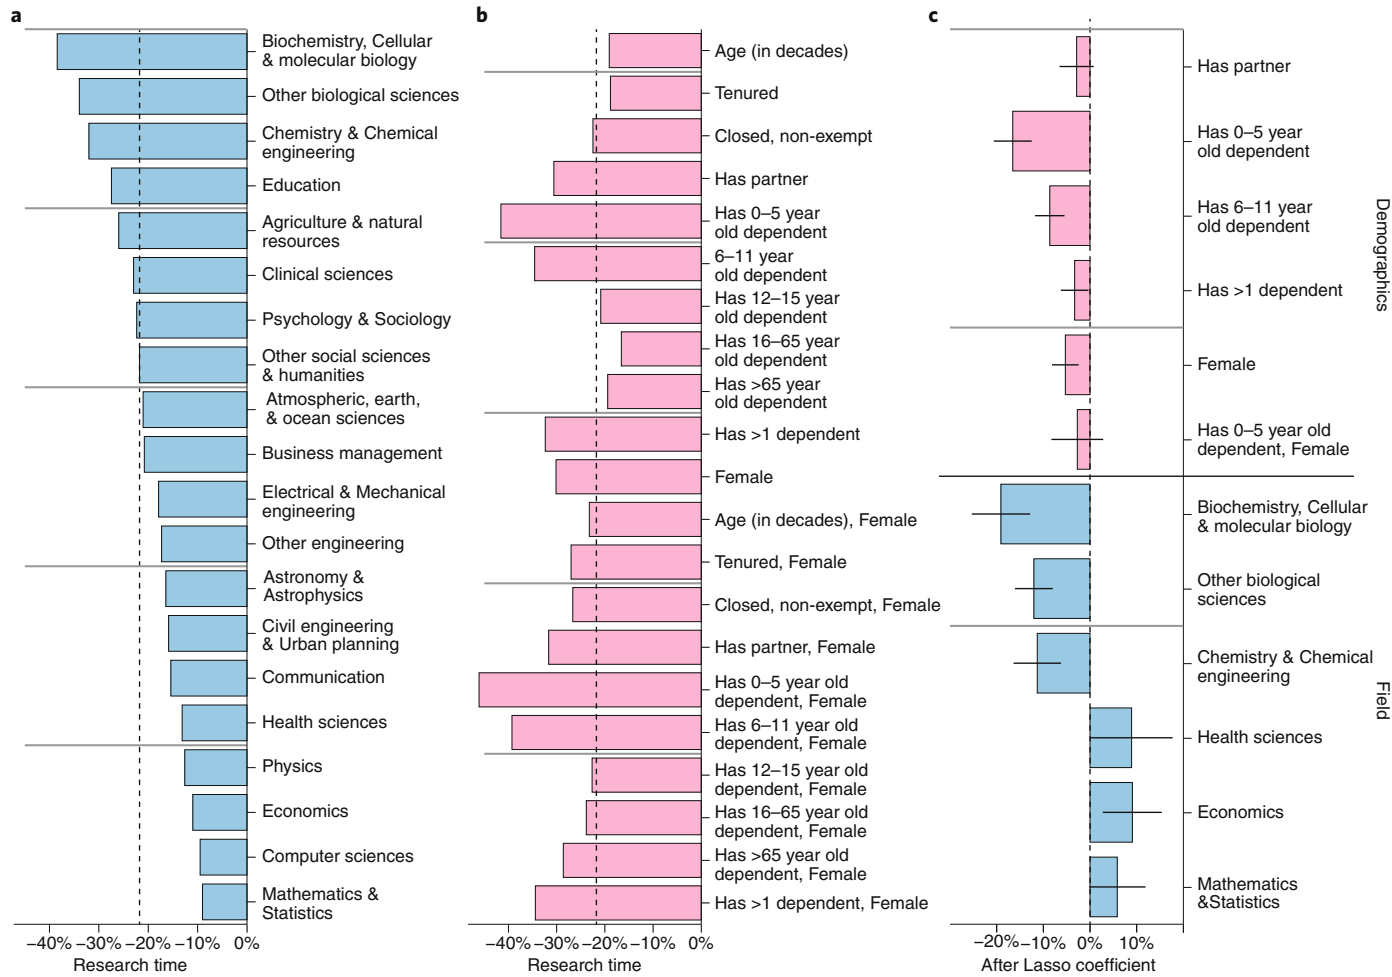 a
Biochemistry, Cellular
& molecular biology
Other biological sciences
Chemistry & Chemical
engineering
Education
Agriculture & natural
resources
Clinical sciences
Psychology & Sociology
Other social sciences
& humanities
Atmospheric, earth,
& ocean sciences
Business management
Electrical & Mechanical
engineering
Other engineering
Astronomy &
Astrophysics
Civil engineering
& Urban planning
Communication
Health sciences
Physics
Economics
Computer sciences
Mathematics &
Statistics
–40% –30% –20% –10% 0%
Research time
b
Age (in decades)
Tenured
Closed, non-exempt
Has partner
Has 0–5 year
old dependent
6–11 year
old dependent
Has 12–15 year
old dependent
Has 16–65 year
old dependent
Has >65 year
old dependent
Has >1 dependent
Female
Age (in decades), Female
Tenured, Female
Closed, non-exempt, Female
Has partner, Female
Has 0–5 year old
dependent, Female
Has 6–11 year old
dependent, Female
Has 12–15 year old
dependent, Female
Has 16–65 year old
dependent, Female
Has >65 year old
dependent, Female
Has >1 dependent, Female
–40% –30% –20% –10% 0%
Research time
c
Has partner
Has 0–5 year
old dependent
Has 6–11 year
old dependent
Has >1 dependent
Female
Has 0–5 year old
dependent, Female
Biochemistry, Cellular
& molecular biology
Other biological
sciences
Chemistry & Chemical
engineering
Health sciences
Economics
Mathematics
&Statistics
–20% –10% 0% 10%
After Lasso coefficient
Demographics
Field